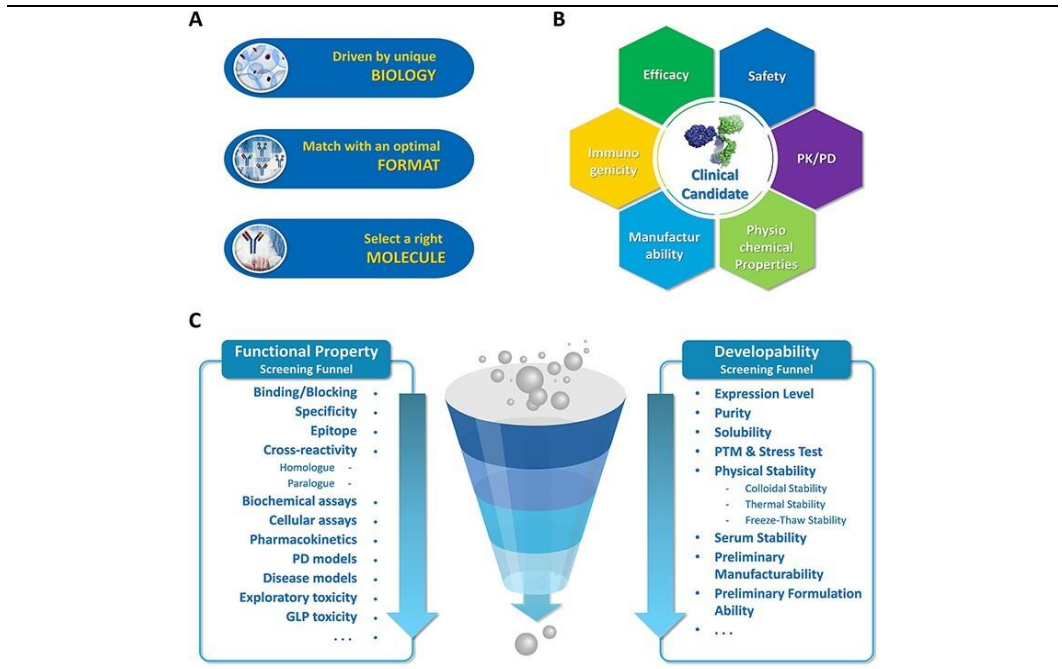 A
Driven by unique
BIOLOGY
Match with an optimal
FORMAT
Select a right
MOLECULE
B
Efficacy
Safety
Immuno
genicity
PK/PD
Clinical
Candidate
Manufactur
ability
Physio
chemical
Properties
C
Functional Property
Screening Funnel
Binding/Blocking •
Specificity •
Epitope •
Cross-reactivity •
Homologue -
Paralogue -
Biochemical assays •
Cellular assays •
Pharmacokinetics •
PD models •
Disease models •
Exploratory toxicity •
GLP toxicity •
. . . •
Developability
Screening Funnel
• Expression Level
• Purity
• Solubility
• PTM & Stress Test
• Physical Stability
- Colloidal Stability
- Thermal Stability
- Freeze-Thaw Stability
• Serum Stability
• Preliminary
Manufacturability
• Preliminary Formulation
Ability
• . . .